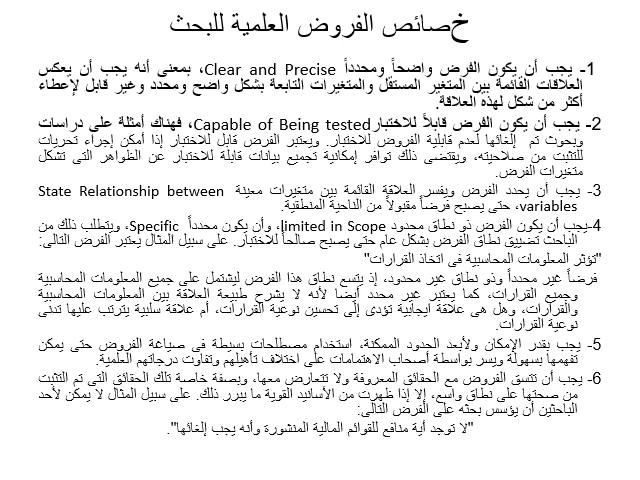 خصائص الفروض العلمية للبحث
1- يجب أن يكون الفرض واضحاً ومحدداً Clear and Precise، بمعنى أنه يجب أن يعكس
العلاقات القائمة بين المتغير المستقل والمتغيرات التابعة بشكل واضح ومحدد وغير قابل لإعطاء
أكثر من شكل لهذه العلاقة.
2- يجب أن يكون الفرض قابلاً للاختبار Capable of Being tested، فهناك أمثلة على دراسات
وبحوث تم إلغائها لعدم قابلية الفروض للاختبار. ويعتبر الفرض قابل للاختبار إذا أمكن إجراء تحريات
للتثبت من صلاحيته، ويقتضى ذلك توافر إمكانية تجميع بيانات قابلة للاختبار عن الظواهر التى تشكل
متغيرات الفرض.
3- يجب أن يحدد الفرض ويفسر العلاقة القائمة بين متغيرات معينة State Relationship between
variables، حتى يصبح فرضاً مقبولاً من الناحية المنطقية.
4-يجب أن يكون الفرض ذو نطاق محدود limited in Scope، وأن يكون محدداً Specific، ويتطلب ذلك من
الباحث تضييق نطاق الفرض بشكل عام حتى يصبح صالحاً للاختبار. على سبيل المثال يعتبر الفرض التالى:
"تؤثر المعلومات المحاسبية فى اتخاذ القرارات"
فرضاً غير محدداً وذو نطاق غير محدود، إذ يتسع نطاق هذا الفرض ليشتمل على جميع المعلومات المحاسبية
وجميع القرارات، كما يعتبر غير محدد أيضاً لأنه لا يشرح طبيعة العلاقة بين المعلومات المحاسبية
والقرارات، وهل هى علاقة ايجابية تؤدى إلى تحسين نوعية القرارات، أم علاقة سلبية يترتب عليها تدنى
نوعية القرارات.
5- يجب بقدر الإمكان ولأبعد الحدود الممكنة، استخدام مصطلحات بسيطة فى صياغة الفروض حتى يمكن
تفهمها بسهولة ويسر بواسطة أصحاب الاهتمامات على اختلاف تأهيلهم وتفاوت درجاتهم العلمية.
6- يجب أن تتسق الفروض مع الحقائق المعروفة ولا تتعارض معها، وبصفة خاصة تلك الحقائق التى تم التثبت
من صحتها على نطاق واسع، إلا إذا ظهرت من الأسانيد القوية ما يبرر ذلك. على سبيل المثال لا يمكن لأحد
الباحثين أن يؤسس بحثه على الفرض التالى:
"لا توجد أية منافع للقوائم المالية المنشورة وأنه يجب إلغائها".